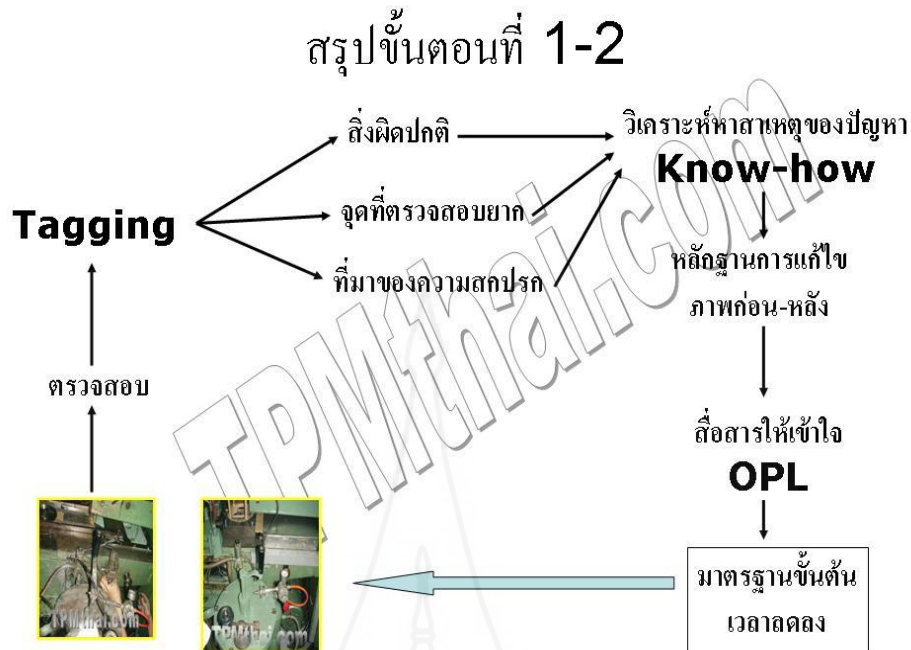 สรุปขั้นตอนที่ 1-2
สิ่งผิดปกติ
วิเคราะห์หาสาเหตุของปัญหา
Know-how
จุดที่ตรวจสอบยาก
Tagging
หลักฐานการแก้ไข
ที่มาของความสกปรก
ภาพก่อน-หลัง
ตรวจสอบ
สื่อสารให้เข้าใจ
OPL
มาตรฐานขั้นต้น
เวลาลดลง
TPMthai.com
TPMthai.com
TPMthai.com